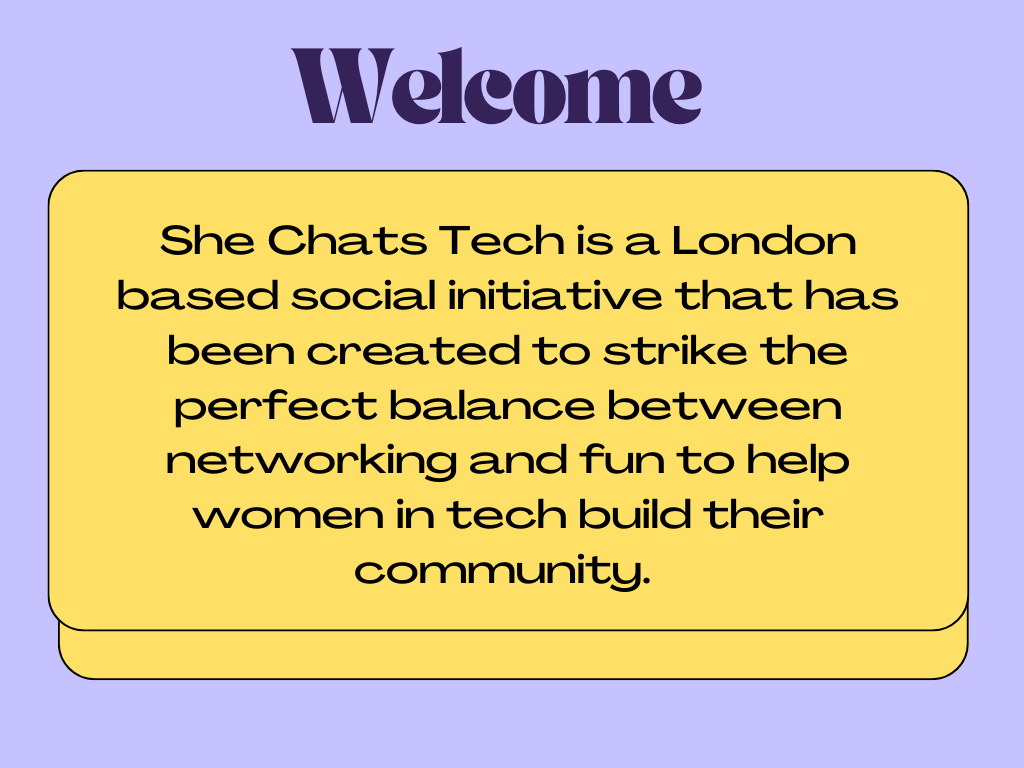 Welcome
She Chats Tech is a London
based social initiative that has
been created to strike the
perfect balance between
networking and fun to help
women in tech build their
community.